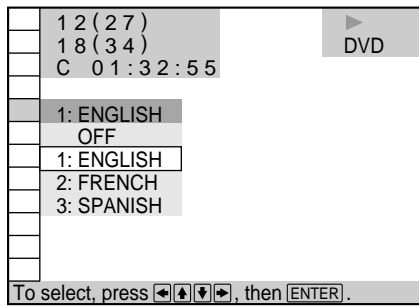 12(27)
18(34)
C 01:32:55
DVD
1: ENGLISH
OFF
1: ENGLISH
2: FRENCH
3: SPANISH
To select, press ←↑↓→, then ENTER.